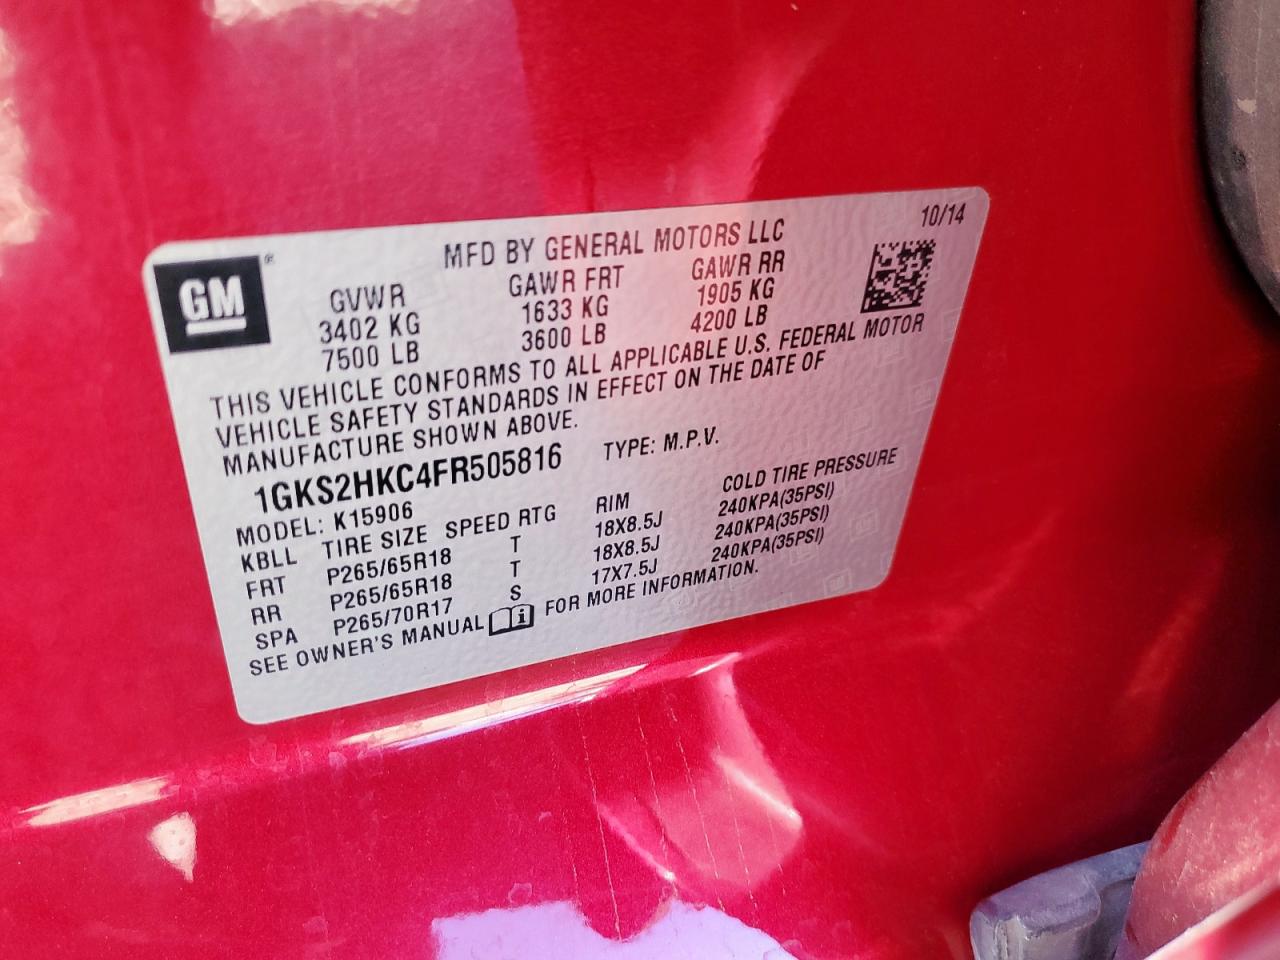 GM®
MFD BY GENERAL MOTORS LLC
10/14
GVWR GAWR FRT GAWR RR
3402 KG 1633 KG 1905 KG
7500 LB 3600 LB 4200 LB
THIS VEHICLE CONFORMS TO ALL APPLICABLE U.S. FEDERAL MOTOR
VEHICLE SAFETY STANDARDS IN EFFECT ON THE DATE OF
MANUFACTURE SHOWN ABOVE.
1GKS2HKC4FR505816 TYPE: M.P.V.
MODEL: K15906
KBLL TIRE SIZE SPEED RTG RIM COLD TIRE PRESSURE
FRT P265/65R18 T 18X8.5J 240KPA(35PSI)
RR P265/65R18 T 18X8.5J 240KPA(35PSI)
SPA P265/70R17 S 17X7.5J 240KPA(35PSI)
SEE OWNER'S MANUAL i FOR MORE INFORMATION.